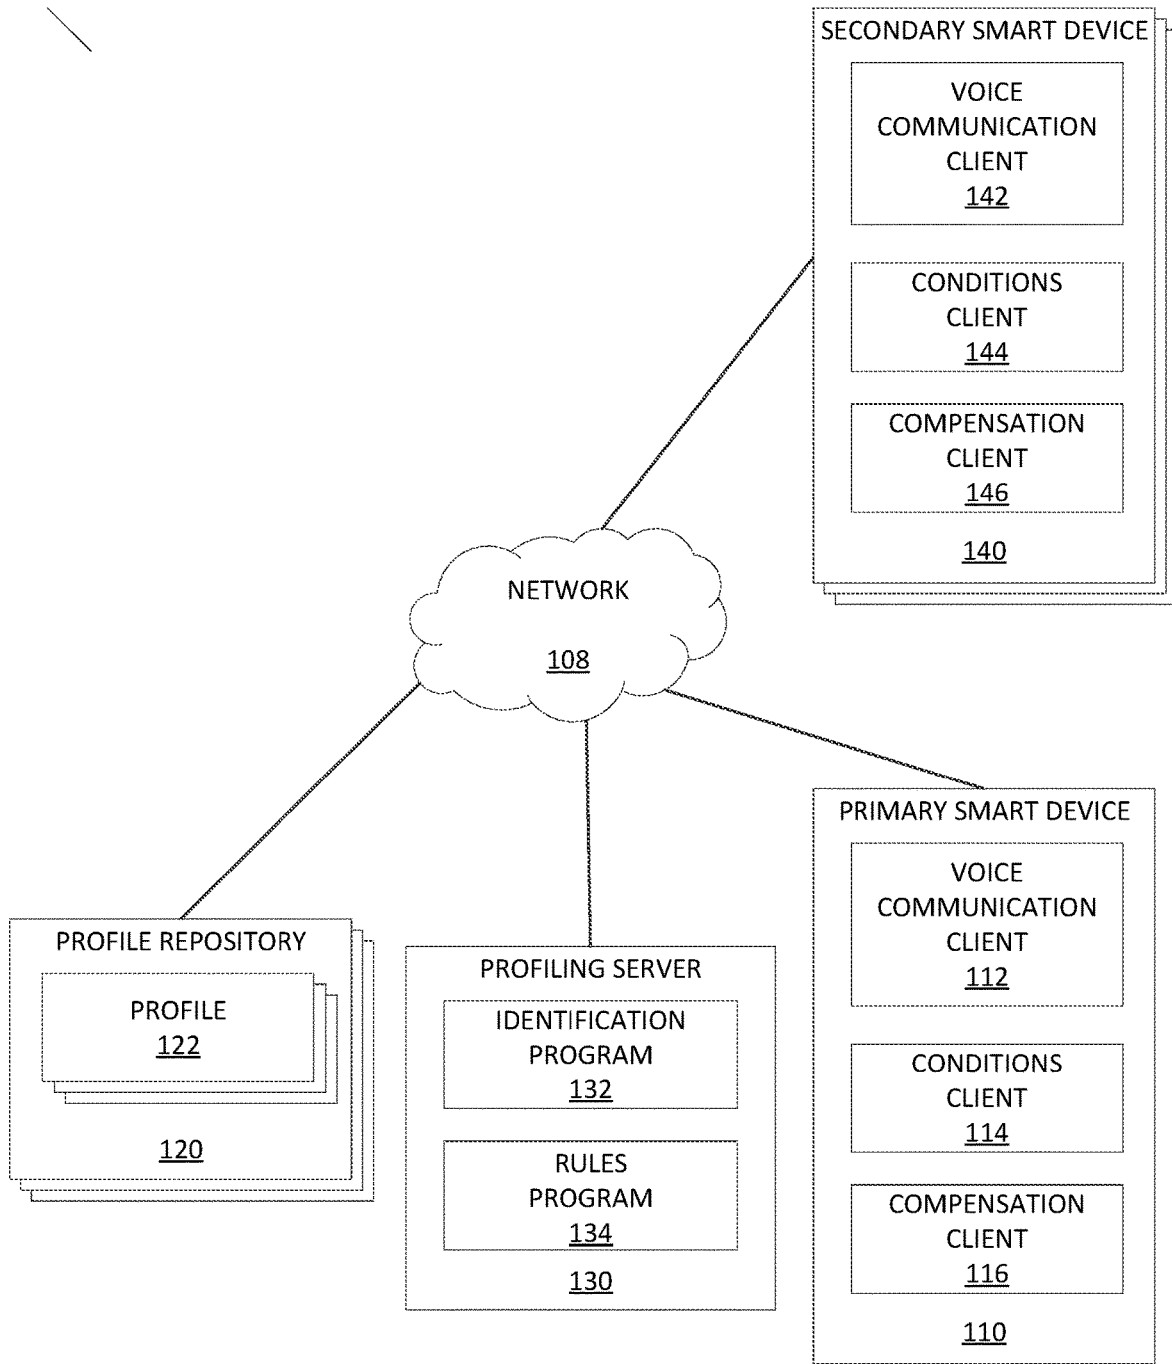 SECONDARY SMART DEVICE
VOICE
COMMUNICATION
CLIENT
142
CONDITIONS
CLIENT
144
COMPENSATION
CLIENT
146
140
NETWORK
108
PRIMARY SMART DEVICE
VOICE
COMMUNICATION
CLIENT
112
CONDITIONS
CLIENT
114
COMPENSATION
CLIENT
116
110
PROFILE REPOSITORY
PROFILE
122
120
PROFILING SERVER
IDENTIFICATION
PROGRAM
132
RULES
PROGRAM
134
130